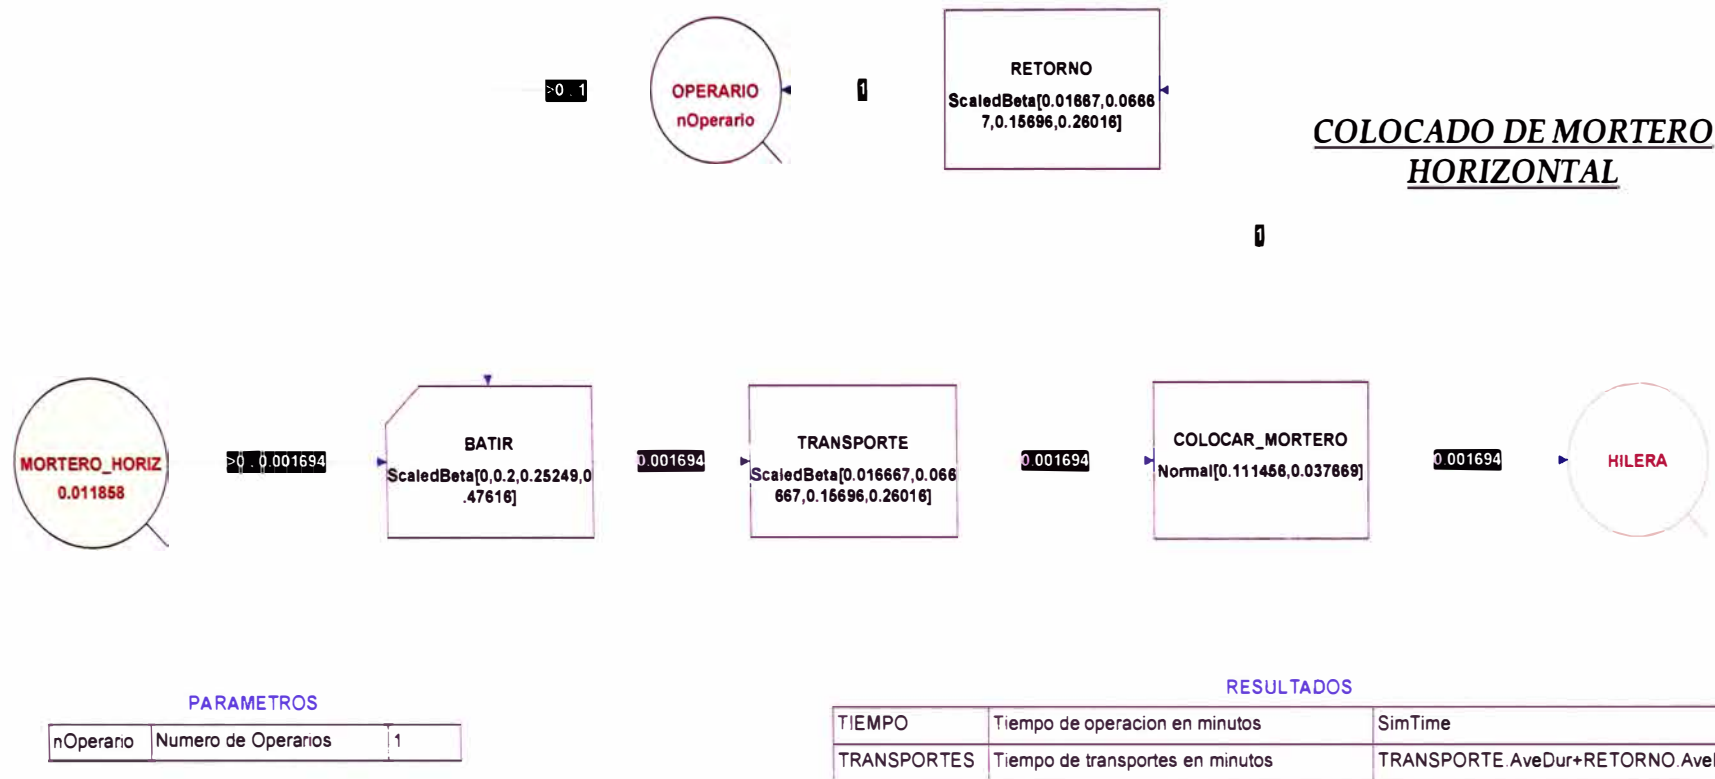 >0 . 1
OPERARIO
nOperario
1
RETORNO
ScaledBeta[0.01667,0.0666
7,0.15696,0.26016]
COLOCADO DE MORTERO
HORIZONTAL
1
MORTERO_HORIZ
0.011858
>0 . 0.001694
BATIR
ScaledBeta[0,0.2,0.25249,0
.47616]
0.001694
TRANSPORTE
ScaledBeta[0.016667,0.066
667,0.15696,0.26016]
0.001694
COLOCAR_MORTERO
Normal[0.111456,0.037669]
0.001694
HILERA
PARAMETROS
nOperario Numero de Operarios 1
RESULTADOS
TIEMPO Tiempo de operacion en minutos SimTime
TRANSPORTES Tiempo de transportes en minutos TRANSPORTE.AveDur+RETORNO.Ave